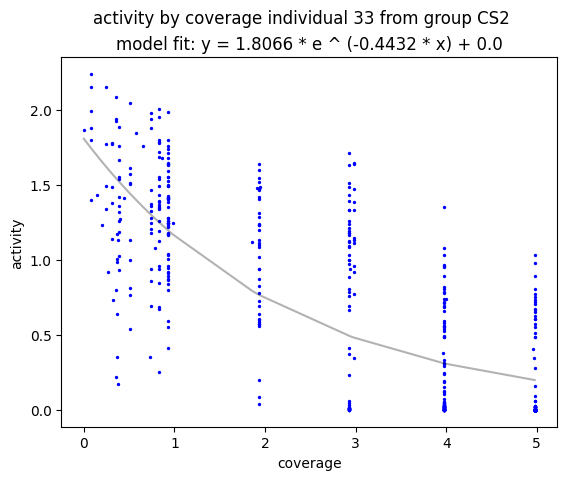 activity by coverage individual 33 from group CS2
model fit: y = 1.8066 * e ^ (-0.4432 * x) + 0.0
2.0
1.5
1.0
0.5
0.0
activity
0 1 2 3 4 5
coverage